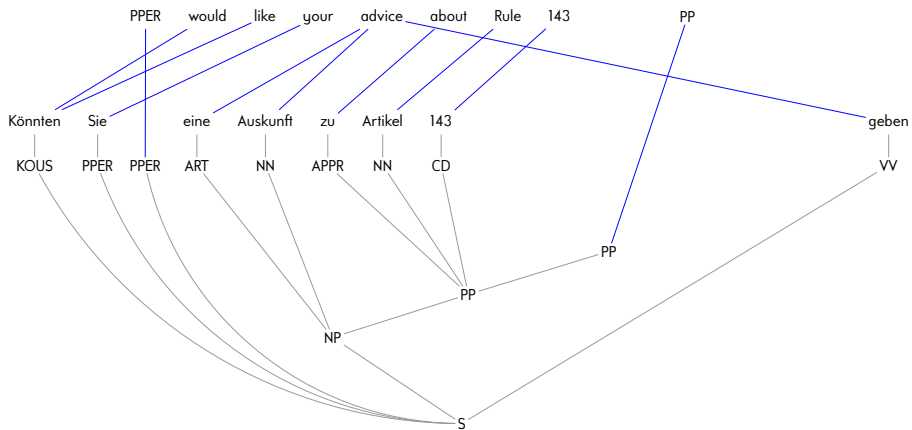 PPER would like your advice about Rule 143 PP
Könnten Sie eine Auskunft zu Artikel 143 geben
KOUS PPER PPER ART NN APPR NN CD VV
PP
PP
NP
S